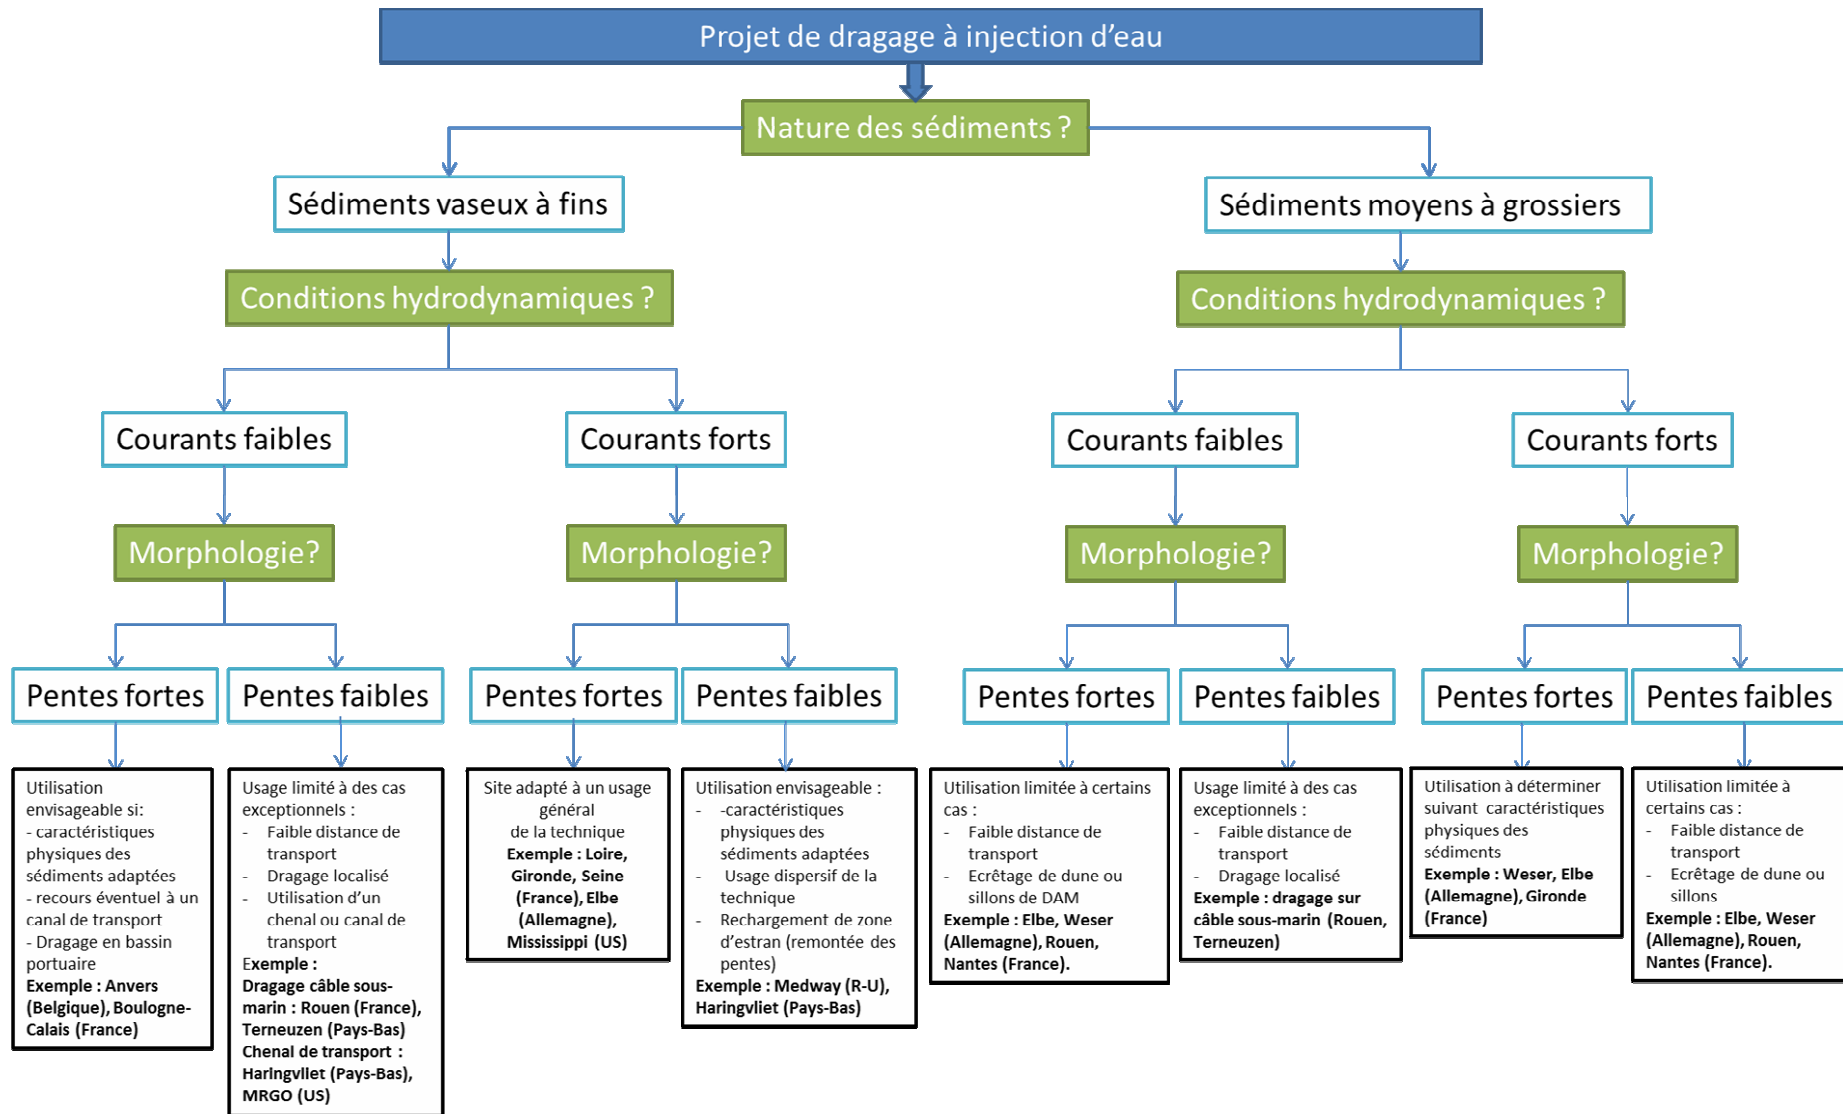 Projet de dragage à injection d'eau
Nature des sédiments ?
Sédiments vaseux à fins
Sédiments moyens à grossiers
Conditions hydrodynamiques ?
Conditions hydrodynamiques ?
Courants faibles
Courants forts
Courants faibles
Courants forts
Morphologie?
Morphologie?
Morphologie?
Morphologie?
Pentes fortes
Pentes faibles
Pentes fortes
Pentes faibles
Pentes fortes
Pentes faibles
Pentes fortes
Pentes faibles
Utilisation
envisageable si:
- caractéristiques
physiques des
sédiments adaptées
- recours éventuel à un
canal de transport
- Dragage en bassin
portuaire
Exemple : Anvers
(Belgique), Boulogne-
Calais (France)
Usage limité à des cas
exceptionnels :
- Faible distance de
transport
- Dragage localisé
- Utilisation d'un
chenal ou canal de
transport
Exemple :
Dragage câble sous-
marin : Rouen (France),
Terneuzen (Pays-Bas)
Chenal de transport :
Haringvliet (Pays-Bas),
MRGO (US)
Site adapté à un usage
général
de la technique
Exemple : Loire,
Gironde, Seine
(France), Elbe
(Allemagne),
Mississippi (US)
Utilisation envisageable :
- -caractéristiques
physiques des
sédiments adaptées
- Usage dispersif de la
technique
- Rechargement de zone
d'estran (remontée des
pentes)
Exemple : Medway (R-U),
Haringvliet (Pays-Bas)
Utilisation limitée à certains
cas :
- Faible distance de
transport
- Ecrêtage de dune ou
sillons de DAM
Exemple : Elbe, Weser
(Allemagne), Rouen,
Nantes (France).
Usage limité à des cas
exceptionnels :
- Faible distance de
transport
- Dragage localisé
Exemple : dragage sur
câble sous-marin (Rouen,
Terneuzen)
Utilisation à déterminer
suivant caractéristiques
physiques des
sédiments
Exemple : Weser, Elbe
(Allemagne), Gironde
(France)
Utilisation limitée à
certains cas :
- Faible distance de
transport
- Ecrêtage de dune ou
sillons
Exemple : Elbe, Weser
(Allemagne), Rouen,
Nantes (France).